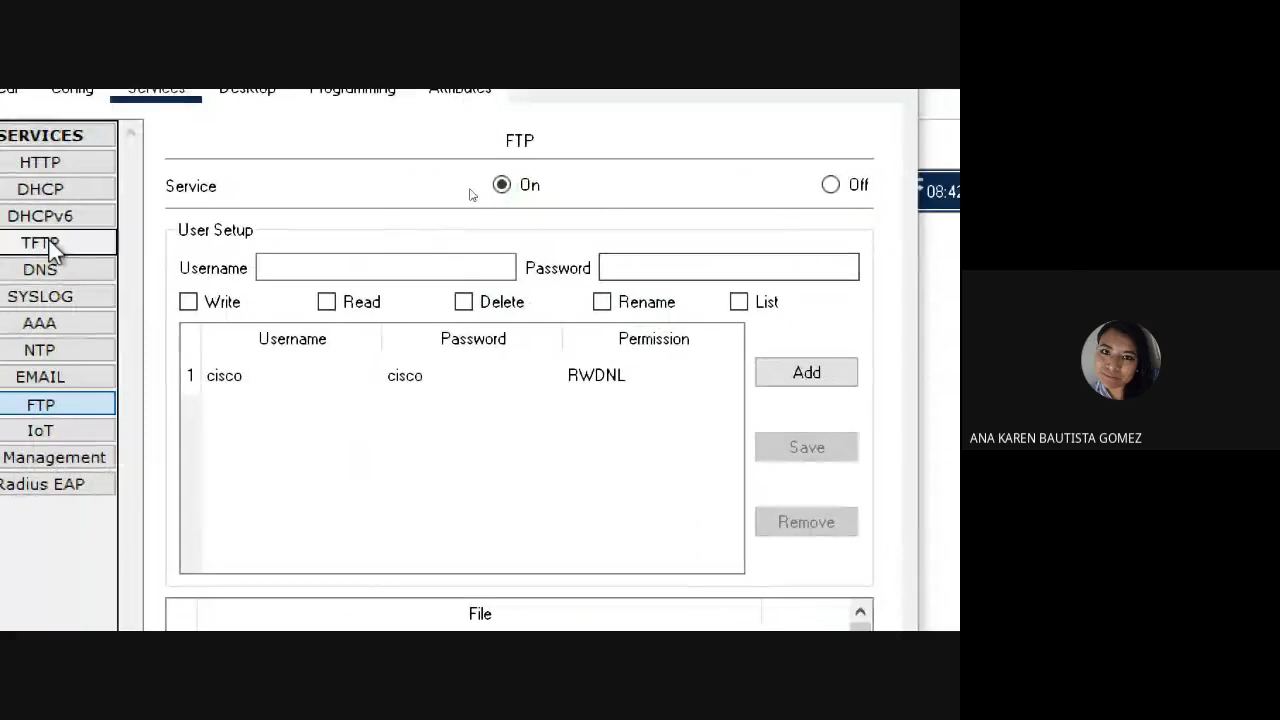 Config Services Desktop Programming Attributes
SERVICES
HTTP
DHCP
DHCPv6
TFTP
DNS
SYSLOG
AAA
NTP
EMAIL
FTP
IoT
Management
Radius EAP
FTP
Service On Off
User Setup
Username Password
Write Read Delete Rename List
Username Password Permission
1 cisco cisco RWDNL
Add
Save
Remove
File
08:42
ANA KAREN BAUTISTA GOMEZ